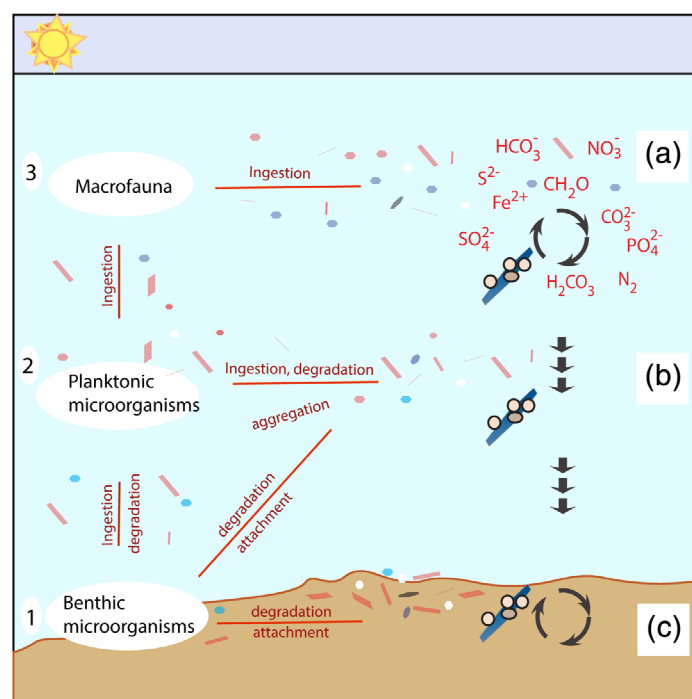 (a)
HCO₃⁻
NO₃⁻
3
Macrofauna
Ingestion
S²⁻
CH₂O
Fe²⁺
CO₃²⁻
SO₄²⁻
PO₄²⁻
H₂CO₃
N₂
Ingestion
2
Planktonic
microorganisms
Ingestion, degradation
aggregation
(b)
Ingestion
degradation
degradation
attachment
1
Benthic
microorganisms
degradation
attachment
(c)